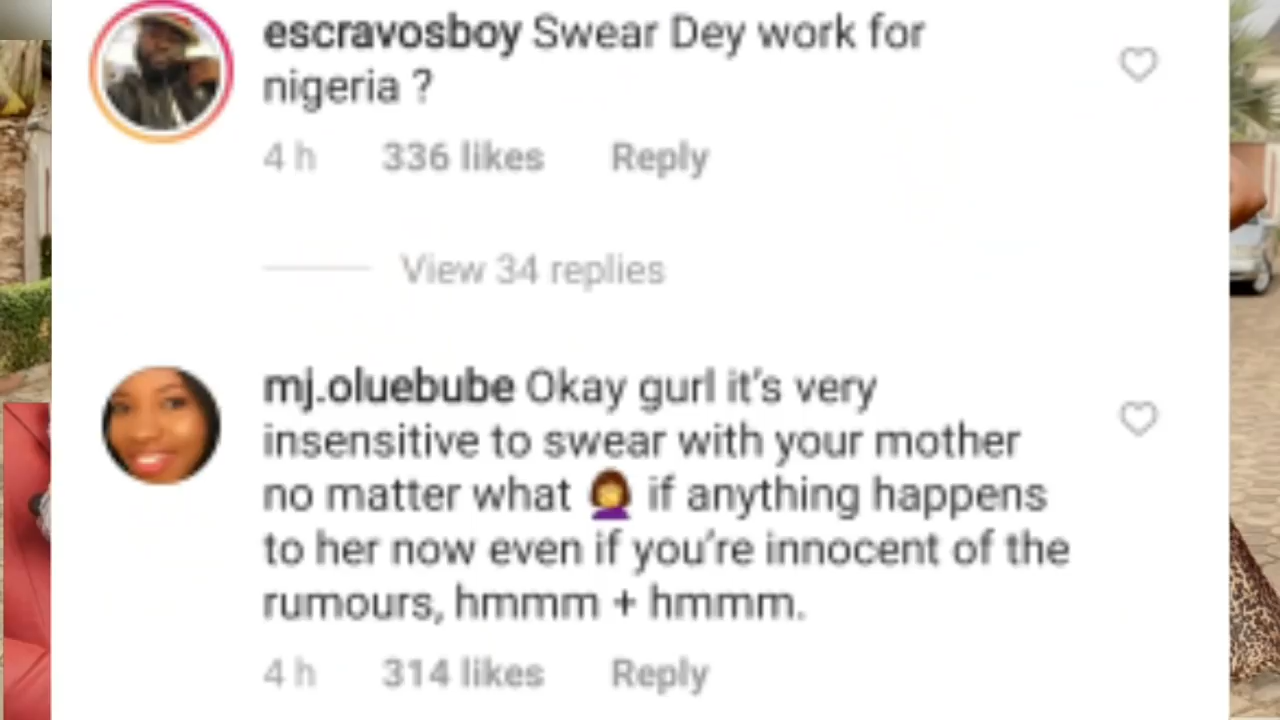 escravosboy Swear Dey work for
nigeria ?
4 h 336 likes Reply
View 34 replies
mj.oluebube Okay gurl it’s very
insensitive to swear with your mother
no matter what 🤦‍♀️ if anything happens
to her now even if you’re innocent of the
rumours, hmmm + hmmm.
4 h 314 likes Reply